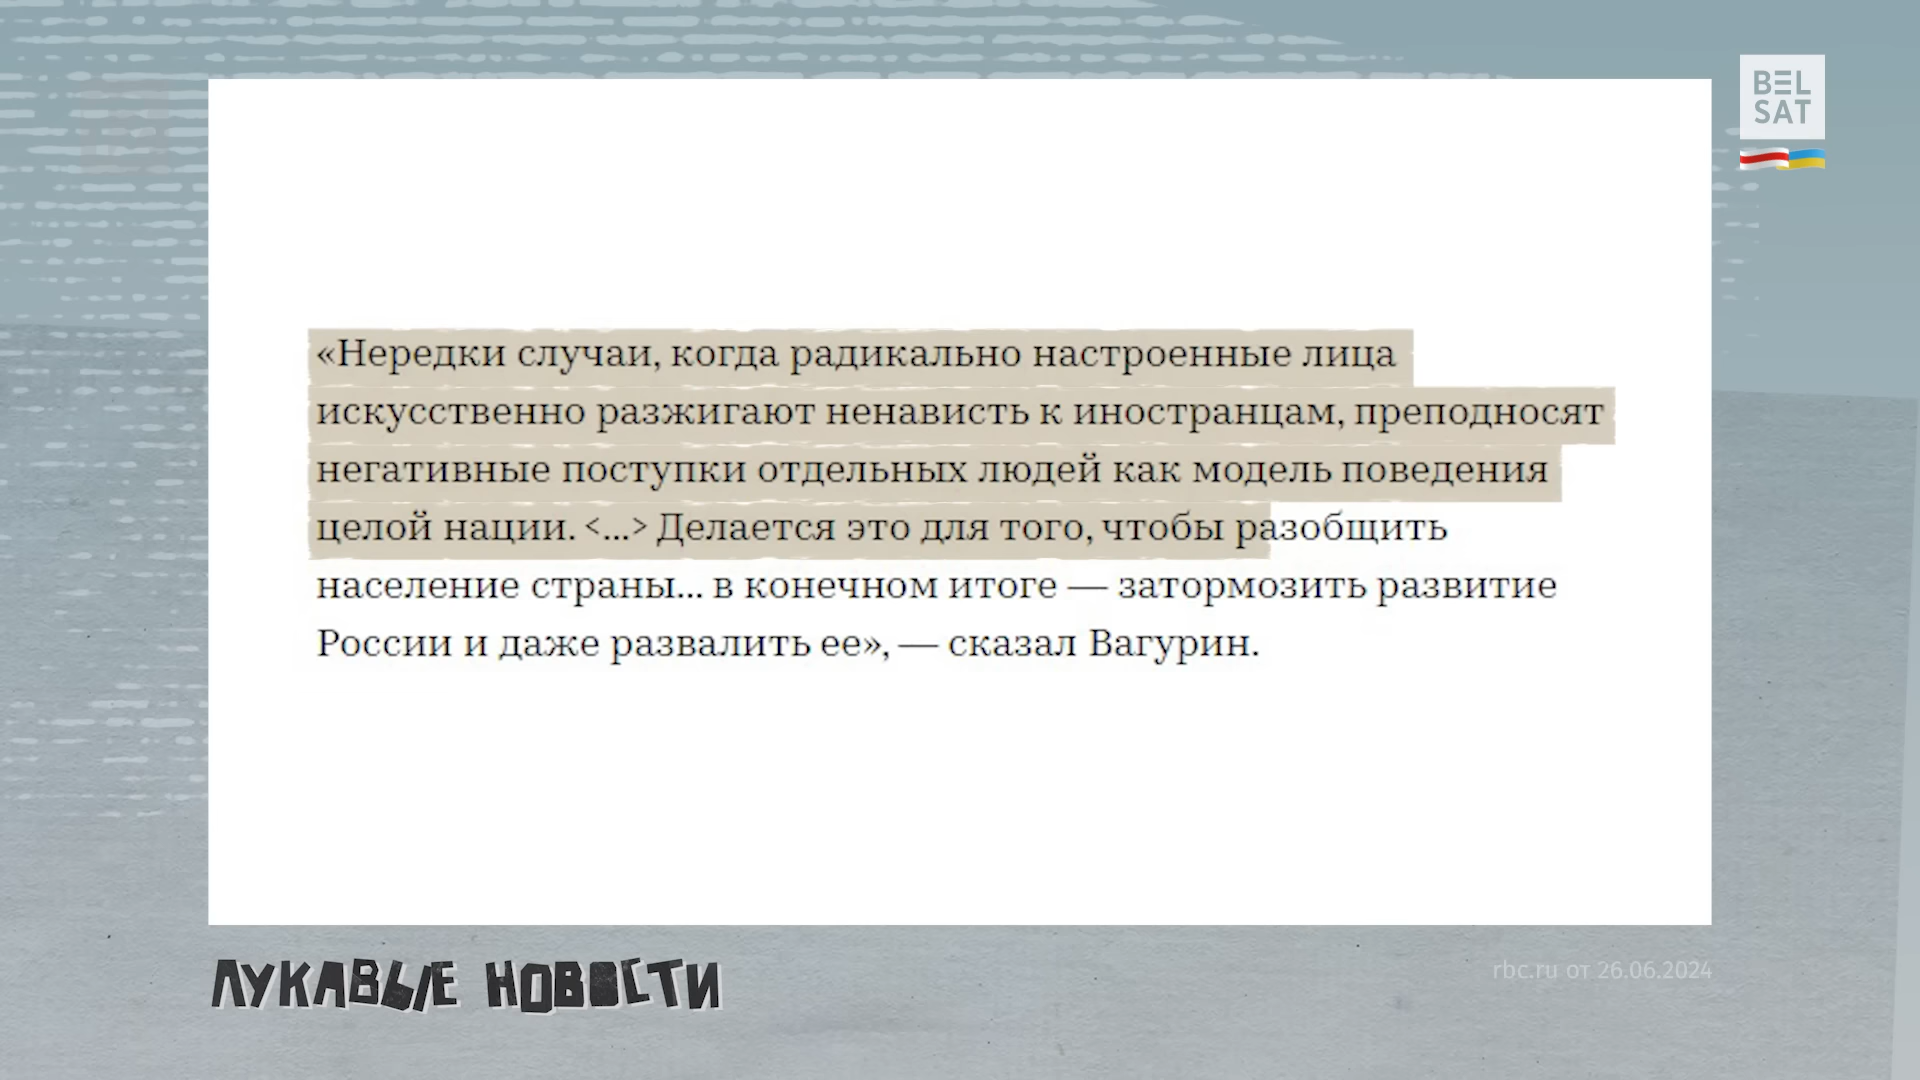 BEL
SAT
«Нередки случаи, когда радикально настроенные лица
искусственно разжигают ненависть к иностранцам, преподносят
негативные поступки отдельных людей как модель поведения
целой нации. <...> Делается это для того, чтобы разобщить
население страны... в конечном итоге — затормозить развитие
России и даже развалить ее», — сказал Вагурин.
ЛУКАВЫЕ НОВОСТИ
rbc.ru от 26.06.2024